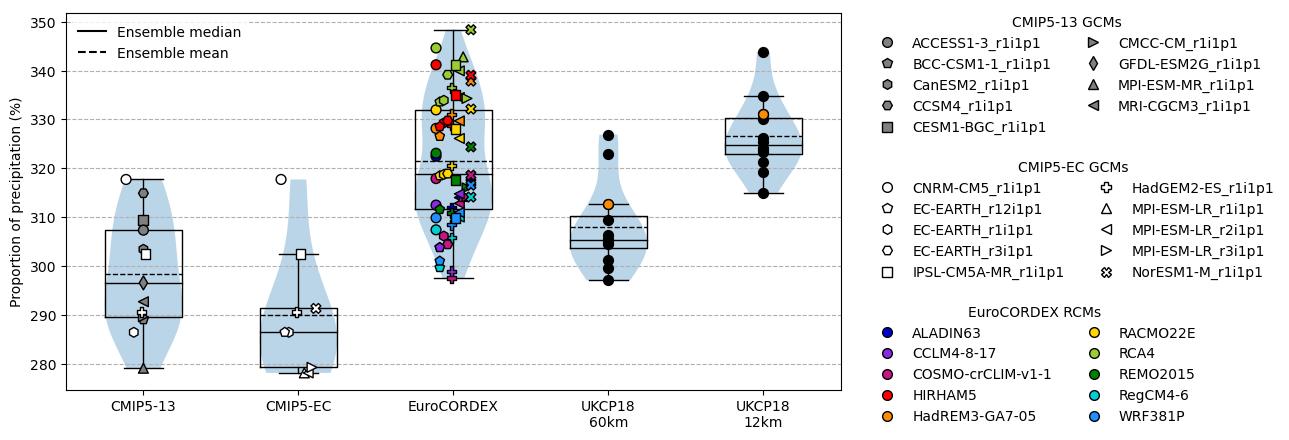 Proportion of precipitation (%)
350
340
330
320
310
300
290
280
Ensemble median
Ensemble mean
CMIP5-13
CMIP5-EC
EuroCORDEX
UKCP18
60km
UKCP18
12km
CMIP5-13 GCMs
ACCESS1-3_r1i1p1
BCC-CSM1-1_r1i1p1
CanESM2_r1i1p1
CCSM4_r1i1p1
CESM1-BGC_r1i1p1
CMCC-CM_r1i1p1
GFDL-ESM2G_r1i1p1
MPI-ESM-MR_r1i1p1
MRI-CGCM3_r1i1p1
CMIP5-EC GCMs
CNRM-CM5_r1i1p1
EC-EARTH_r12i1p1
EC-EARTH_r1i1p1
EC-EARTH_r3i1p1
IPSL-CM5A-MR_r1i1p1
HadGEM2-ES_r1i1p1
MPI-ESM-LR_r1i1p1
MPI-ESM-LR_r2i1p1
MPI-ESM-LR_r3i1p1
NorESM1-M_r1i1p1
EuroCORDEX RCMs
ALADIN63
CCLM4-8-17
COSMO-crCLIM-v1-1
HIRHAM5
HadREM3-GA7-05
RACMO22E
RCA4
REMO2015
RegCM4-6
WRF381P